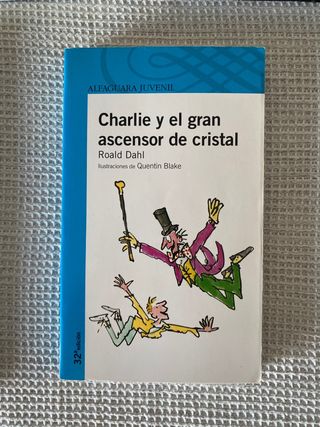 ALFAGUARA JUVENIL
Charlie y el gran
ascensor de cristal
Roald Dahl
Ilustraciones de Quentin Blake
32ª edición